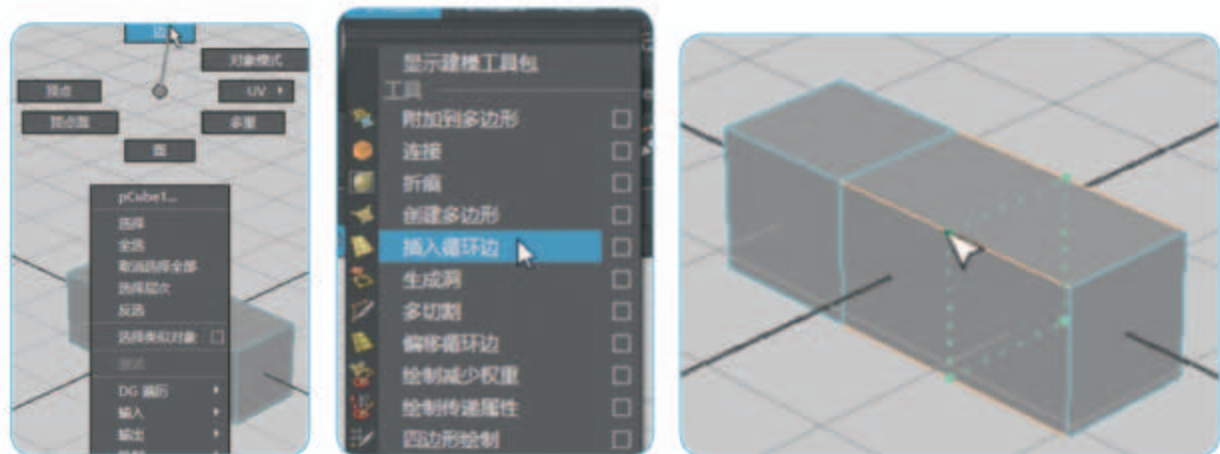 边
对象模式
顶点
UV
顶点面
多重
面
pCube1...
选择
全选
取消选择全部
选择层次
反选
选择类似对象
DG 遍历
输入
输出
显示建模工具包
工具
附加到多边形
连接
折痕
创建多边形
插入循环边
生成洞
多切割
偏移循环边
绘制减少权重
绘制传递属性
四边形绘制